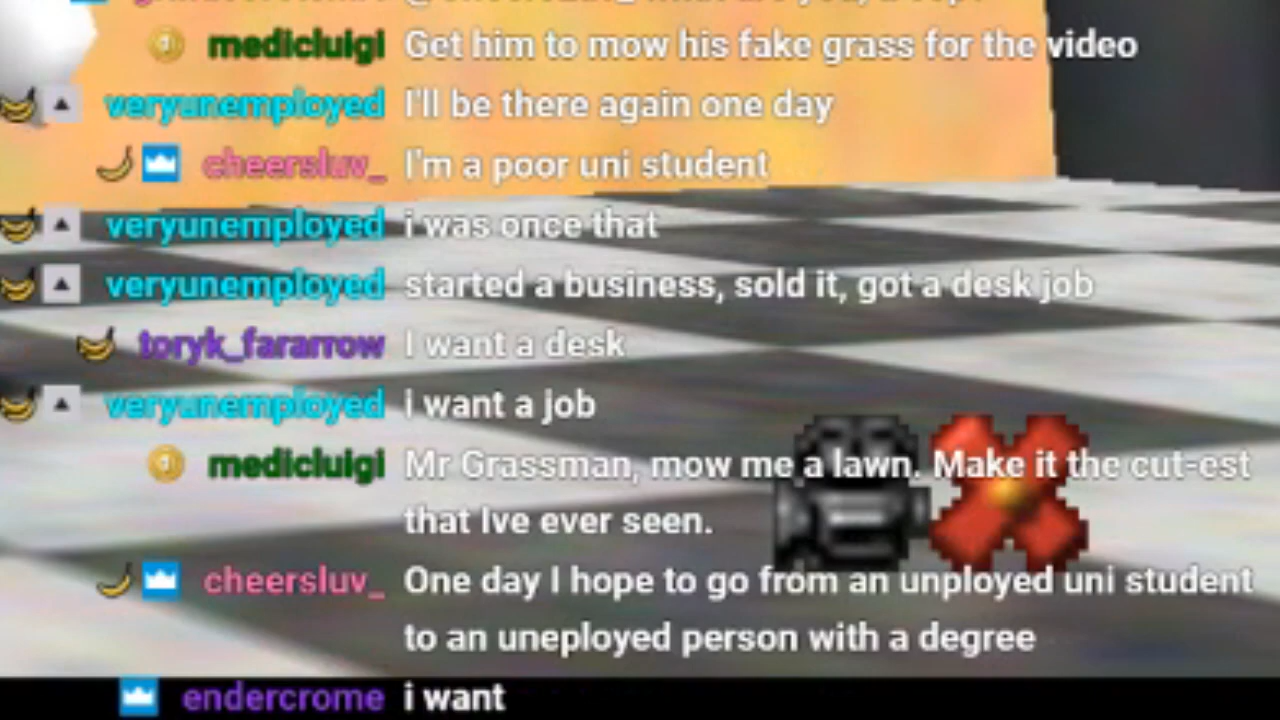 medicluigi Get him to mow his fake grass for the video
veryunemployed I'll be there again one day
cheersluv_ I'm a poor uni student
veryunemployed i was once that
veryunemployed started a business, sold it, got a desk job
toryk_fararrow I want a desk
veryunemployed i want a job
medicluigi Mr Grassman, mow me a lawn. Make it the cut-est
that Ive ever seen.
cheersluv_ One day I hope to go from an unployed uni student
to an uneployed person with a degree
endercrome i want